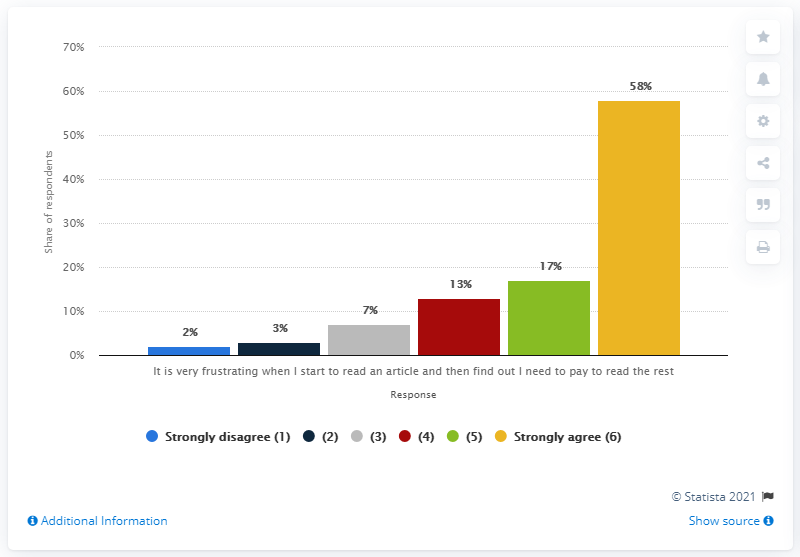 70%
60%
50%
40%
30%
20%
10%
0%
Share of respondents
2%
3%
7%
13%
17%
58%
It is very frustrating when I start to read an article and then find out I need to pay to read the rest
Response
Strongly disagree (1) (2) (3) (4) (5) Strongly agree (6)
© Statista 2021
Additional Information
Show source